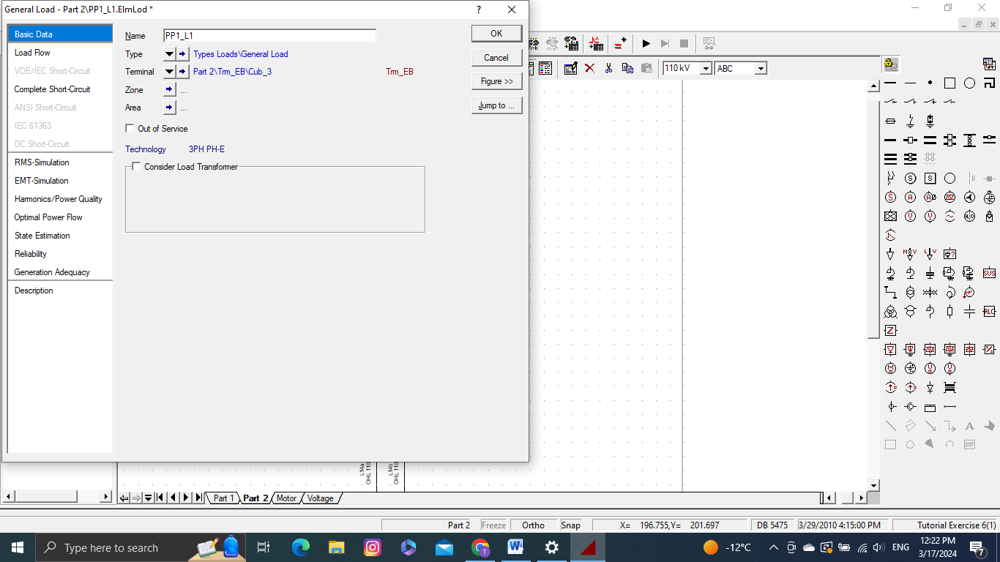 General Load - Part 2\PP1_L1.ElmLod *
?
Basic Data
Load Flow
VDE/IEC Short-Circuit
Complete Short-Circuit
ANSI Short-Circuit
IEC 61363
DC Short-Circuit
RMS-Simulation
EMT-Simulation
Harmonics/Power Quality
Optimal Power Flow
State Estimation
Reliability
Generation Adequacy
Description
Name PP1_L1
Type Types Loads\General Load
Terminal Part 2\Tm_EB\Cub_3 Tm_EB
Zone ...
Area ...
Out of Service
Technology 3PH PH-E
Consider Load Transformer
OK
Cancel
Figure >>
Jump to ...
110 kV ABC
L14a
OHL 110
L14b
OHL 110
Part 1 Part 2 Motor Voltage
Part 2 Freeze Ortho Snap X= 196.755,Y= 201.697 DB 5475 3/29/2010 4:15:00 PM Tutorial Exercise 6(1)
Type here to search
-12°C
ENG
12:22 PM
3/17/2024
7